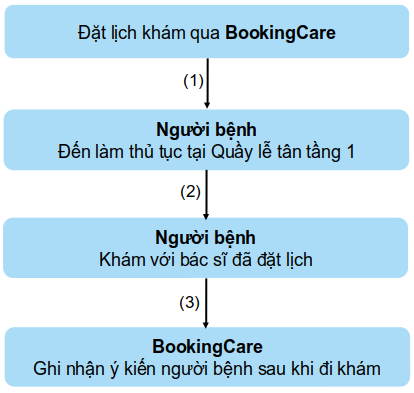 Đặt lịch khám qua BookingCare
(1)
Người bệnh
Đến làm thủ tục tại Quầy lễ tân tầng 1
(2)
Người bệnh
Khám với bác sĩ đã đặt lịch
(3)
BookingCare
Ghi nhận ý kiến người bệnh sau khi đi khám